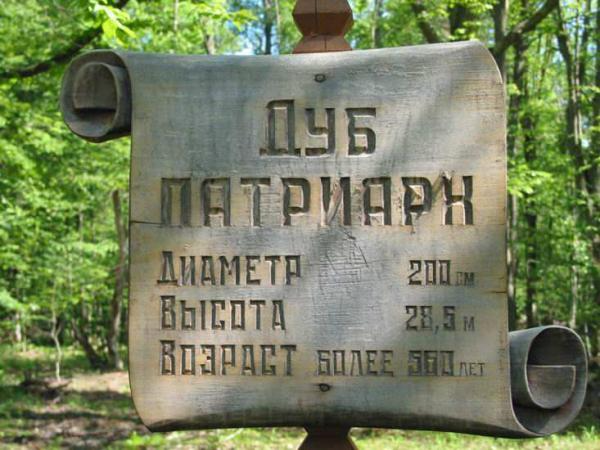 Дуб
патриарх
Диаметр 200 см
Высота 28,5 м
Возраст более 560 лет